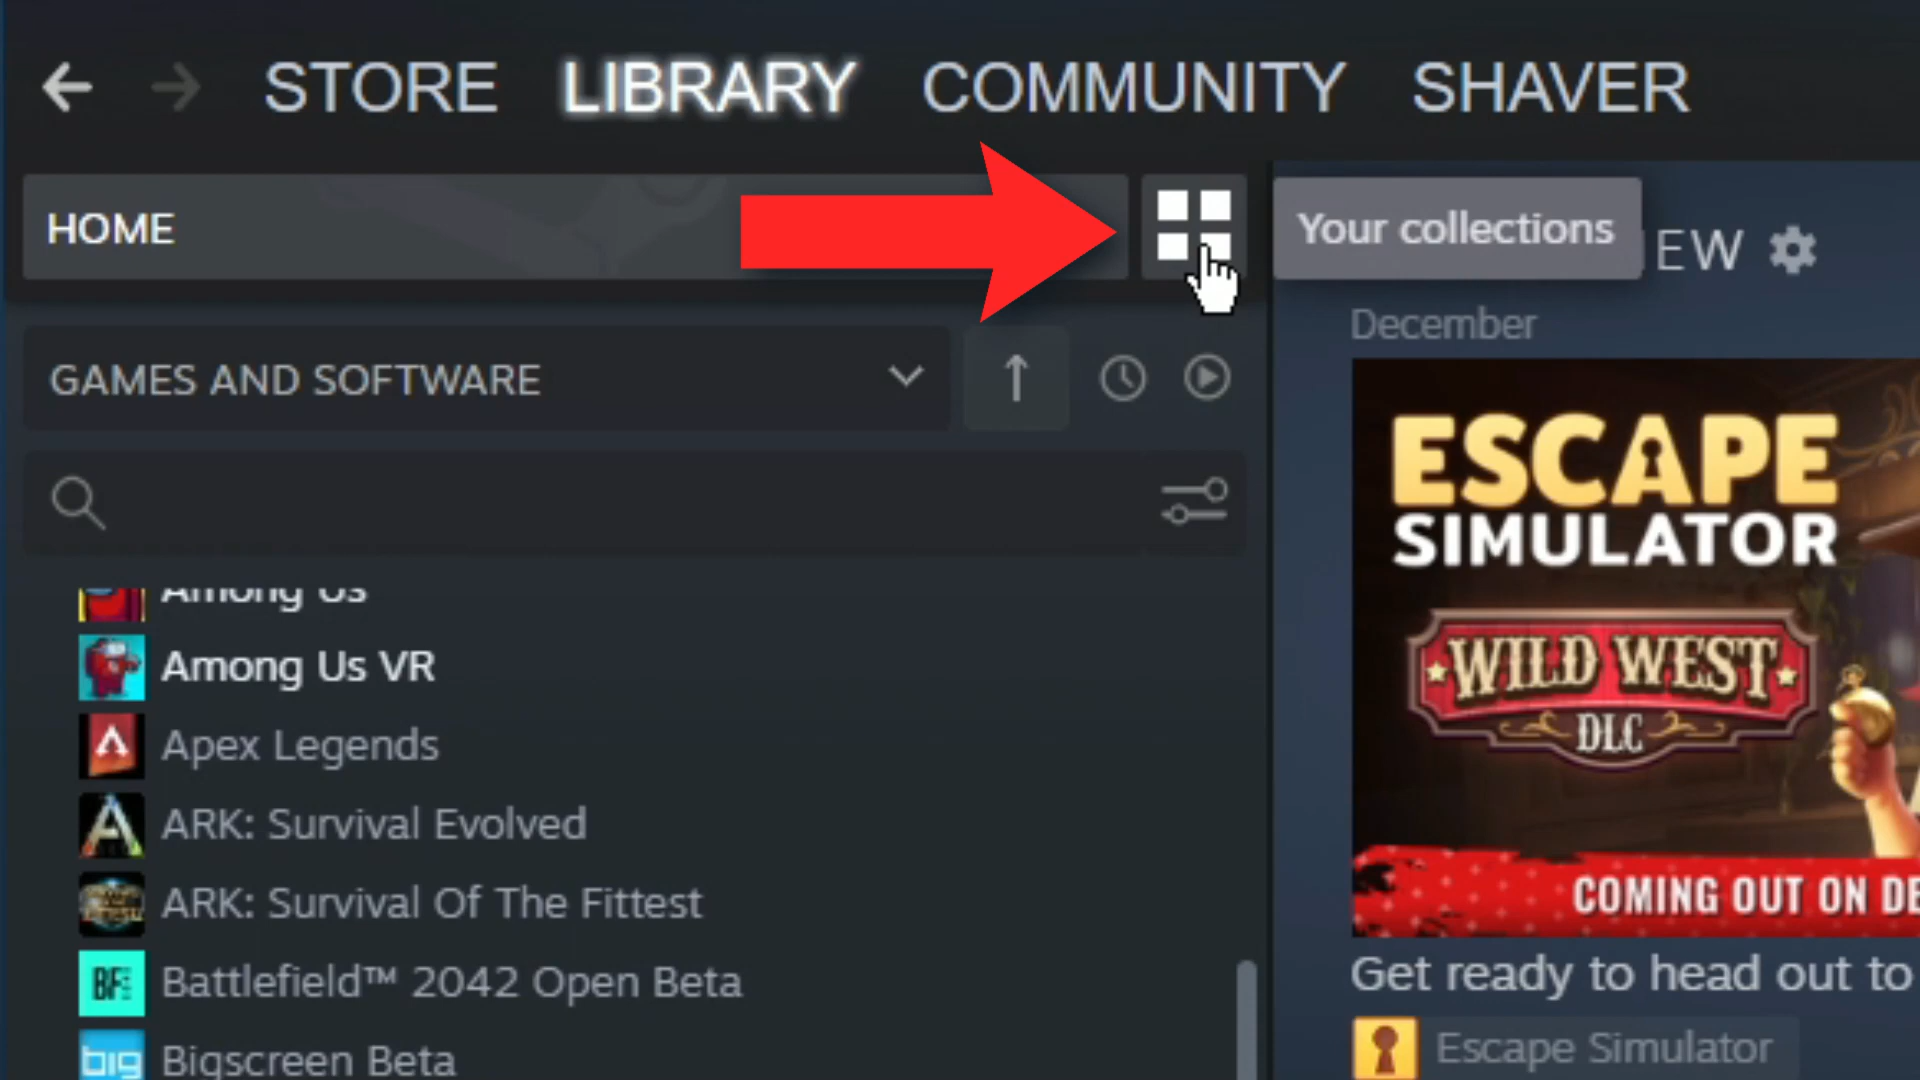 STORE LIBRARY COMMUNITY SHAVER
HOME
Your collections
EW
GAMES AND SOFTWARE
December
ESCAPE
SIMULATOR
WILD WEST
DLC
COMING OUT ON DE
Get ready to head out to
Escape Simulator
Among Us
Among Us VR
Apex Legends
ARK: Survival Evolved
ARK: Survival Of The Fittest
BF
Battlefield™ 2042 Open Beta
big
Bigscreen Beta